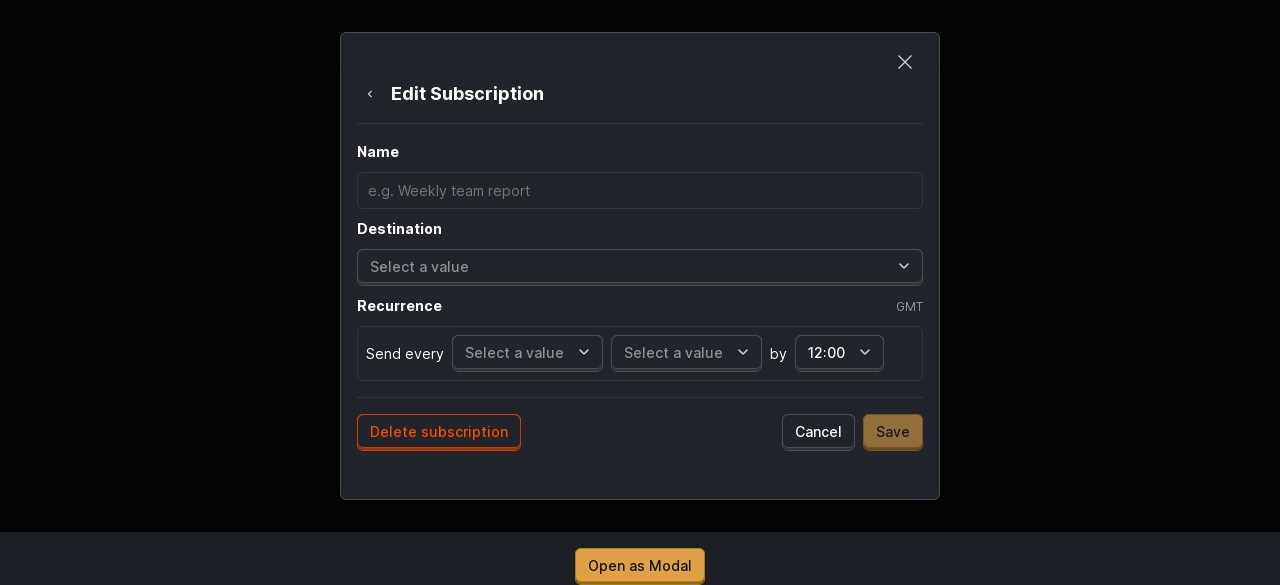 Edit Subscription
Name
e.g. Weekly team report
Destination
Select a value
Recurrence GMT
Send every Select a value Select a value by 12:00
Delete subscription Cancel Save
Open as Modal